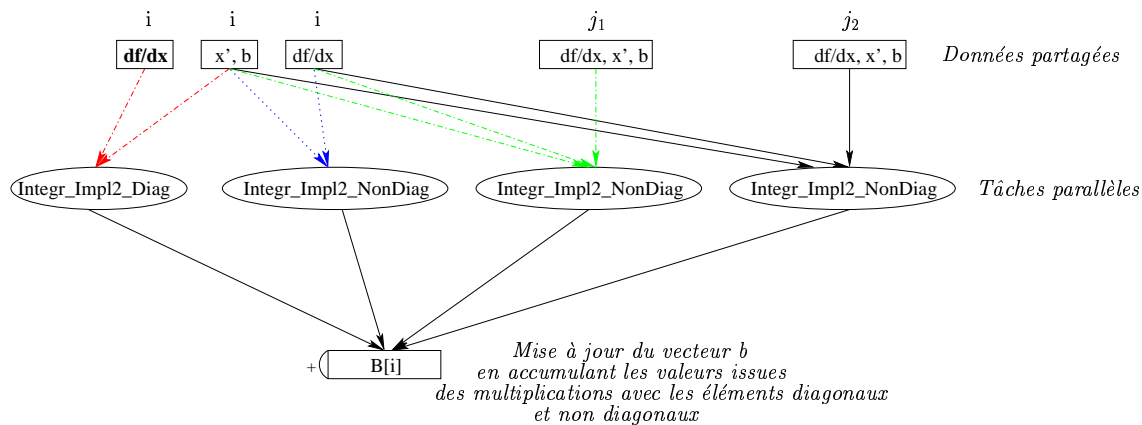 i i i j1 j2
df/dx x', b df/dx df/dx, x', b df/dx, x', b Données partagées
Integr_Impl2_Diag Integr_Impl2_NonDiag Integr_Impl2_NonDiag Integr_Impl2_NonDiag Tâches parallèles
+ B[i]
Mise à jour du vecteur b
en accumulant les valeurs issues
des multiplications avec les éléments diagonaux
et non diagonaux